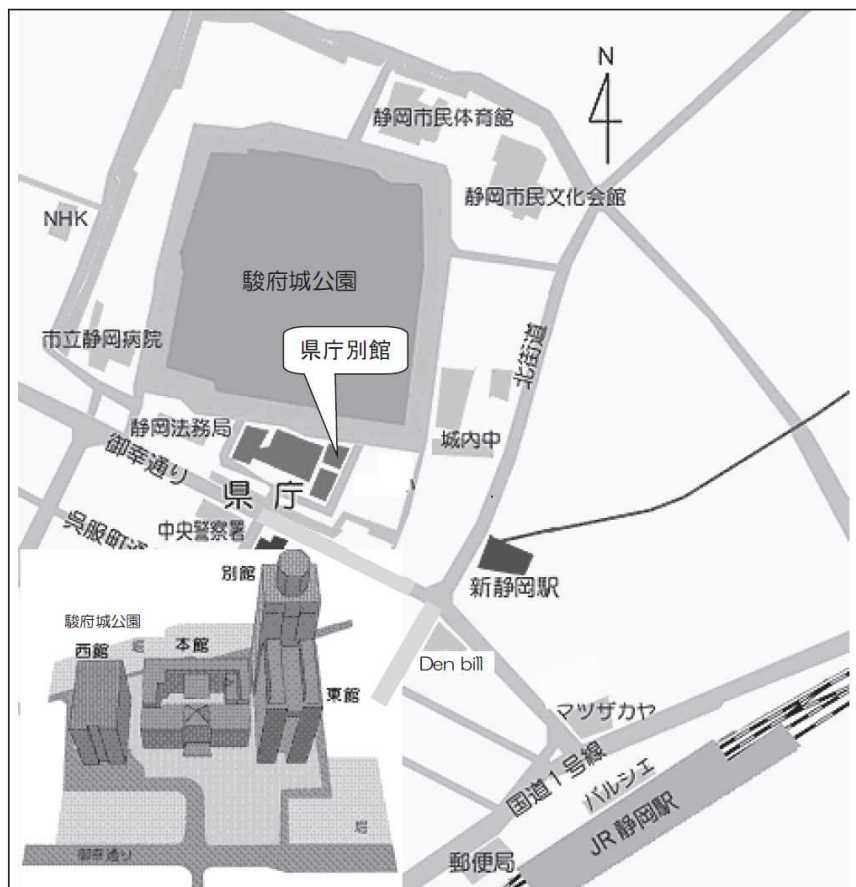 N
静岡市民体育館
静岡市民文化会館
NHK
駿府城公園
市立静岡病院
県庁別館
北街道
静岡法務局
城内中
御幸通り
県庁
中央警察署
呉服町通
新静岡駅
別館
駿府城公園
西館
本館
堀
東館
Den bill
マツザカヤ
国道1号線
パルシェ
JR静岡駅
堀
御幸通り
郵便局